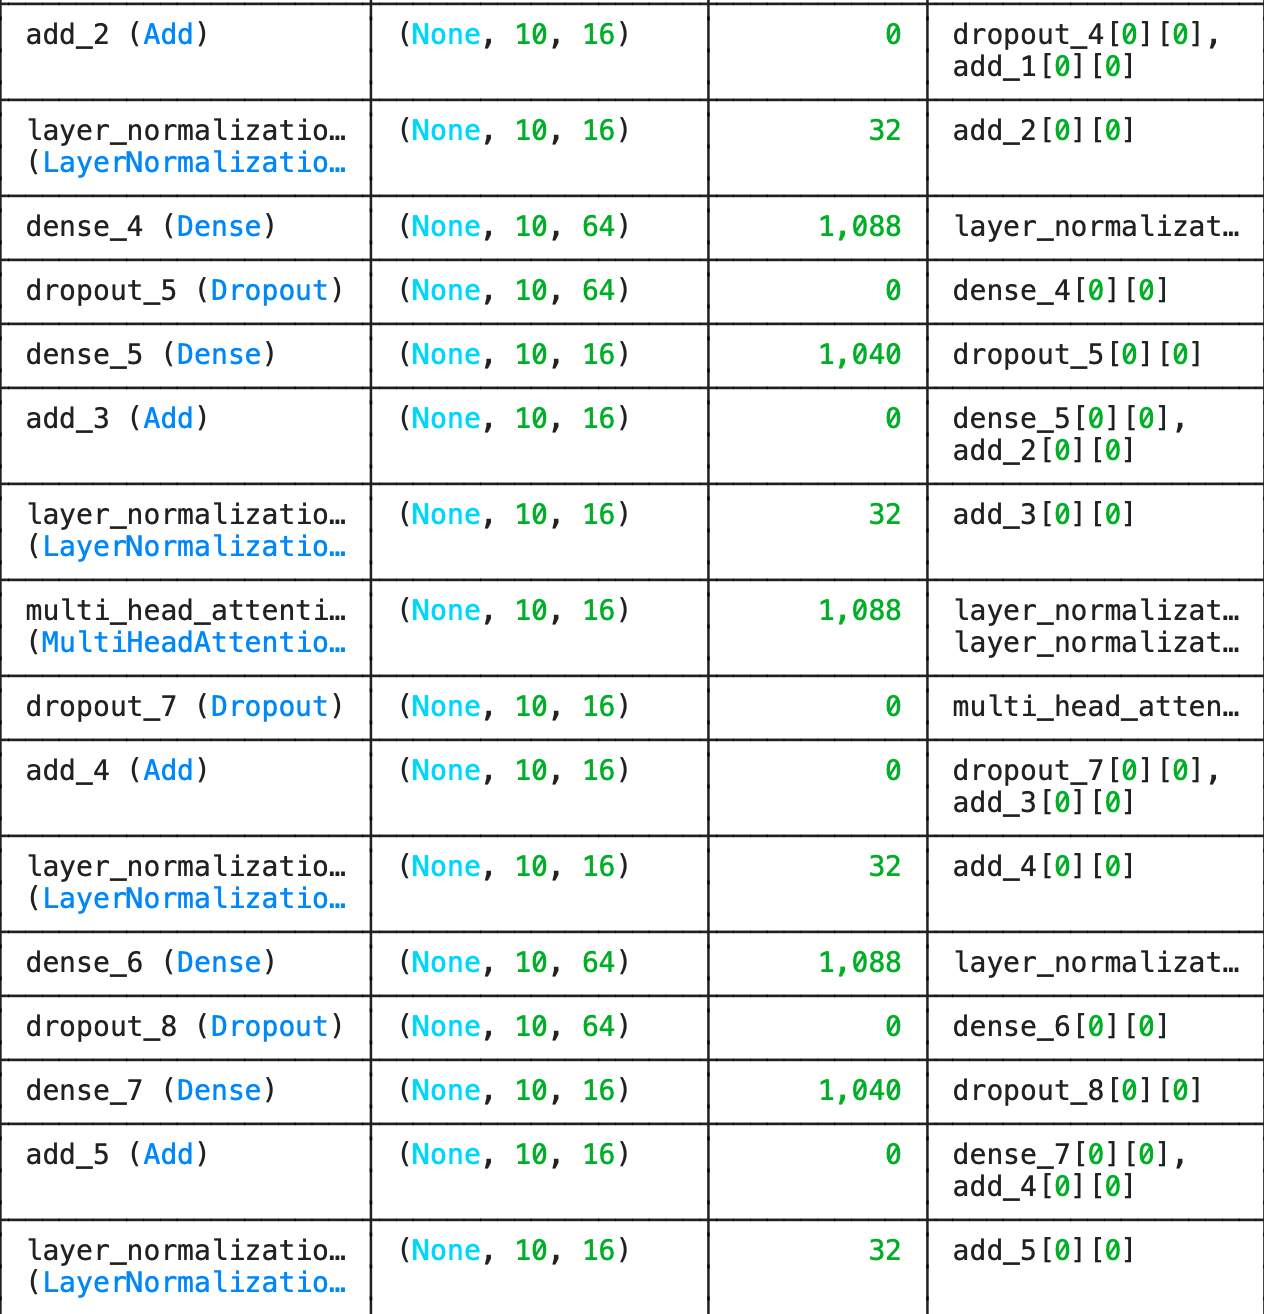 add_2 (Add) (None, 10, 16) 0 dropout_4[0][0],
add_1[0][0]
layer_normalizatio… (None, 10, 16) 32 add_2[0][0]
(LayerNormalizatio…
dense_4 (Dense) (None, 10, 64) 1,088 layer_normalizat…
dropout_5 (Dropout) (None, 10, 64) 0 dense_4[0][0]
dense_5 (Dense) (None, 10, 16) 1,040 dropout_5[0][0]
add_3 (Add) (None, 10, 16) 0 dense_5[0][0],
add_2[0][0]
layer_normalizatio… (None, 10, 16) 32 add_3[0][0]
(LayerNormalizatio…
multi_head_attenti… (None, 10, 16) 1,088 layer_normalizat…
(MultiHeadAttentio… layer_normalizat…
dropout_7 (Dropout) (None, 10, 16) 0 multi_head_atten…
add_4 (Add) (None, 10, 16) 0 dropout_7[0][0],
add_3[0][0]
layer_normalizatio… (None, 10, 16) 32 add_4[0][0]
(LayerNormalizatio…
dense_6 (Dense) (None, 10, 64) 1,088 layer_normalizat…
dropout_8 (Dropout) (None, 10, 64) 0 dense_6[0][0]
dense_7 (Dense) (None, 10, 16) 1,040 dropout_8[0][0]
add_5 (Add) (None, 10, 16) 0 dense_7[0][0],
add_4[0][0]
layer_normalizatio… (None, 10, 16) 32 add_5[0][0]
(LayerNormalizatio…